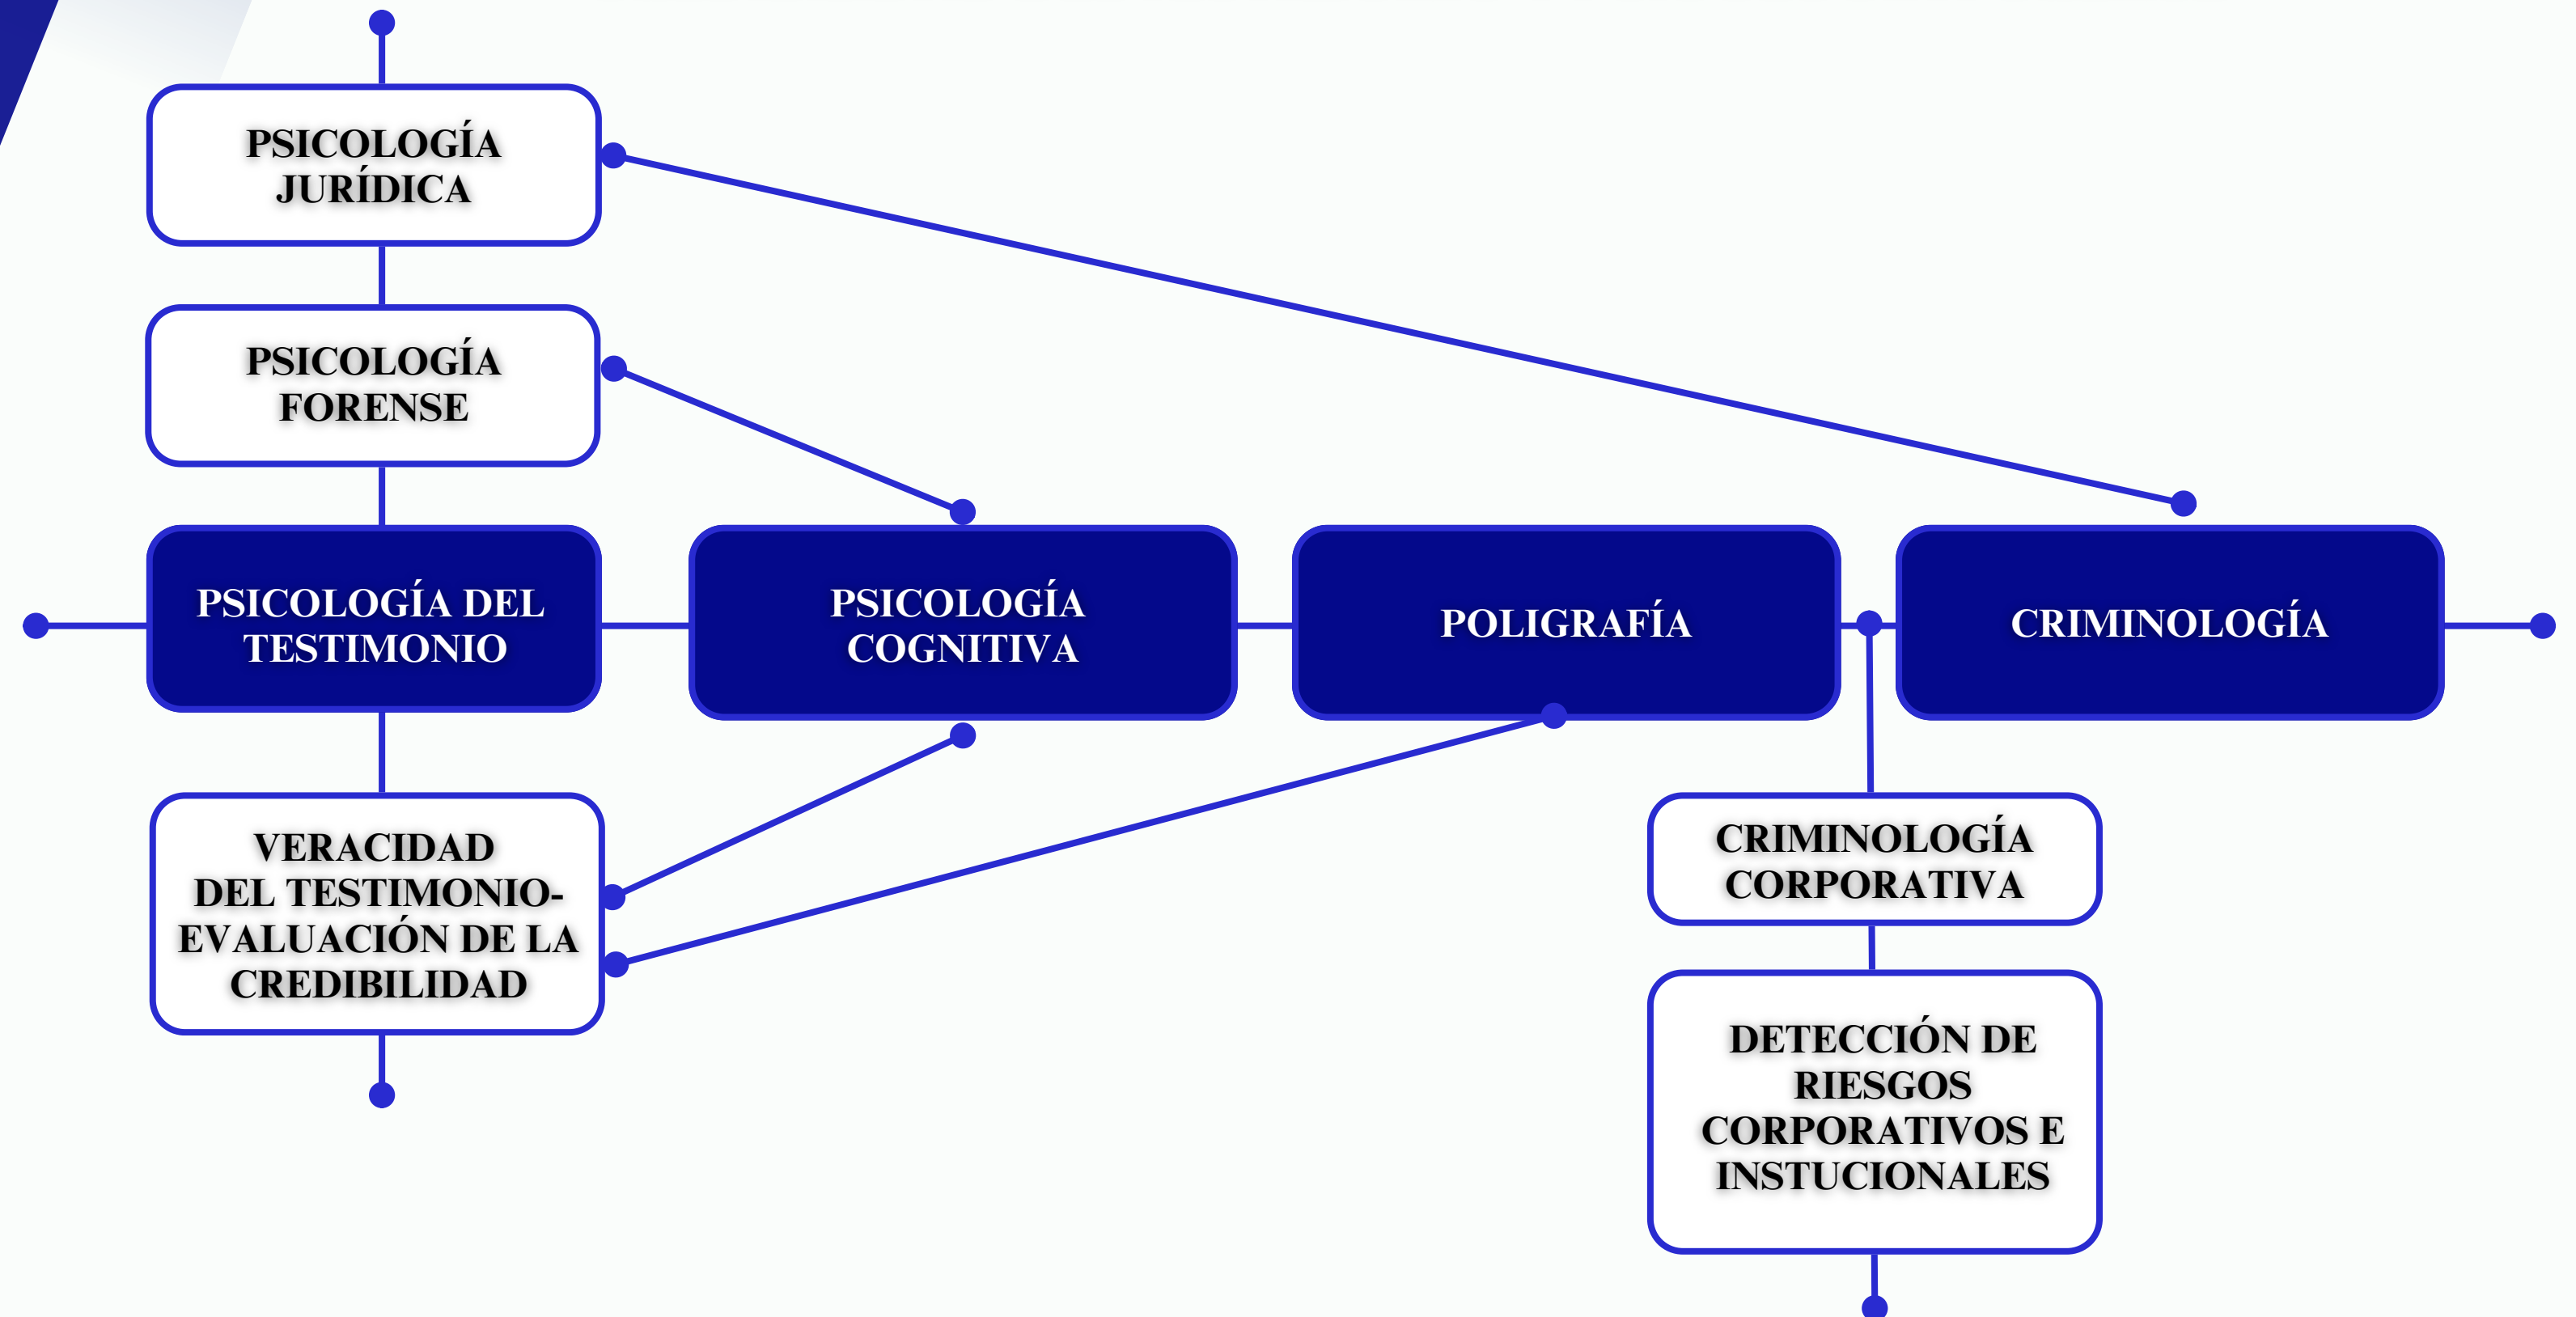 PSICOLOGÍA
JURÍDICA
PSICOLOGÍA
FORENSE
PSICOLOGÍA DEL
TESTIMONIO
PSICOLOGÍA
COGNITIVA
POLIGRAFÍA
CRIMINOLOGÍA
VERACIDAD
DEL TESTIMONIO-
EVALUACIÓN DE LA
CREDIBILIDAD
CRIMINOLOGÍA
CORPORATIVA
DETECCIÓN DE
RIESGOS
CORPORATIVOS E
INSTUCIONALES